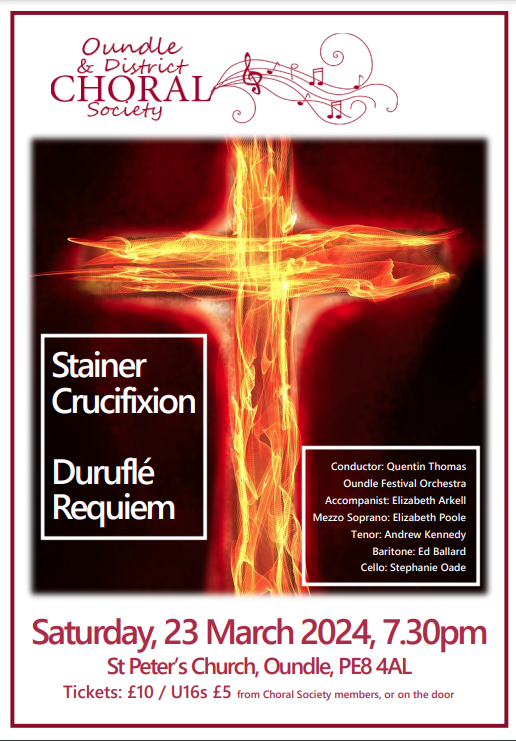 Oundle
& District
CHORAL
Society
Stainer
Crucifixion
Duruflé
Requiem
Conductor: Quentin Thomas
Oundle Festival Orchestra
Accompanist: Elizabeth Arkell
Mezzo Soprano: Elizabeth Poole
Tenor: Andrew Kennedy
Baritone: Ed Ballard
Cello: Stephanie Oade
Saturday, 23 March 2024, 7.30pm
St Peter's Church, Oundle, PE8 4AL
Tickets: £10 / U16s £5 from Choral Society members, or on the door